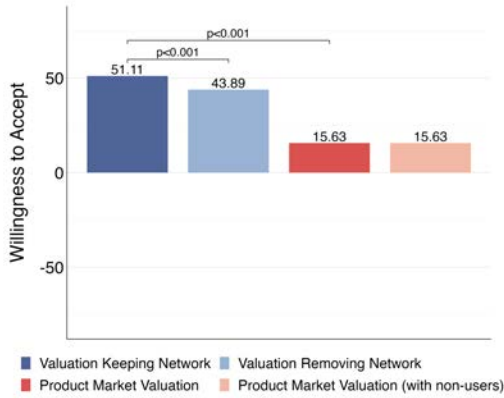 p<0.001
p<0.001
51.11
43.89
15.63
15.63
50
0
-50
Willingness to Accept
Valuation Keeping Network
Valuation Removing Network
Product Market Valuation
Product Market Valuation (with non-users)